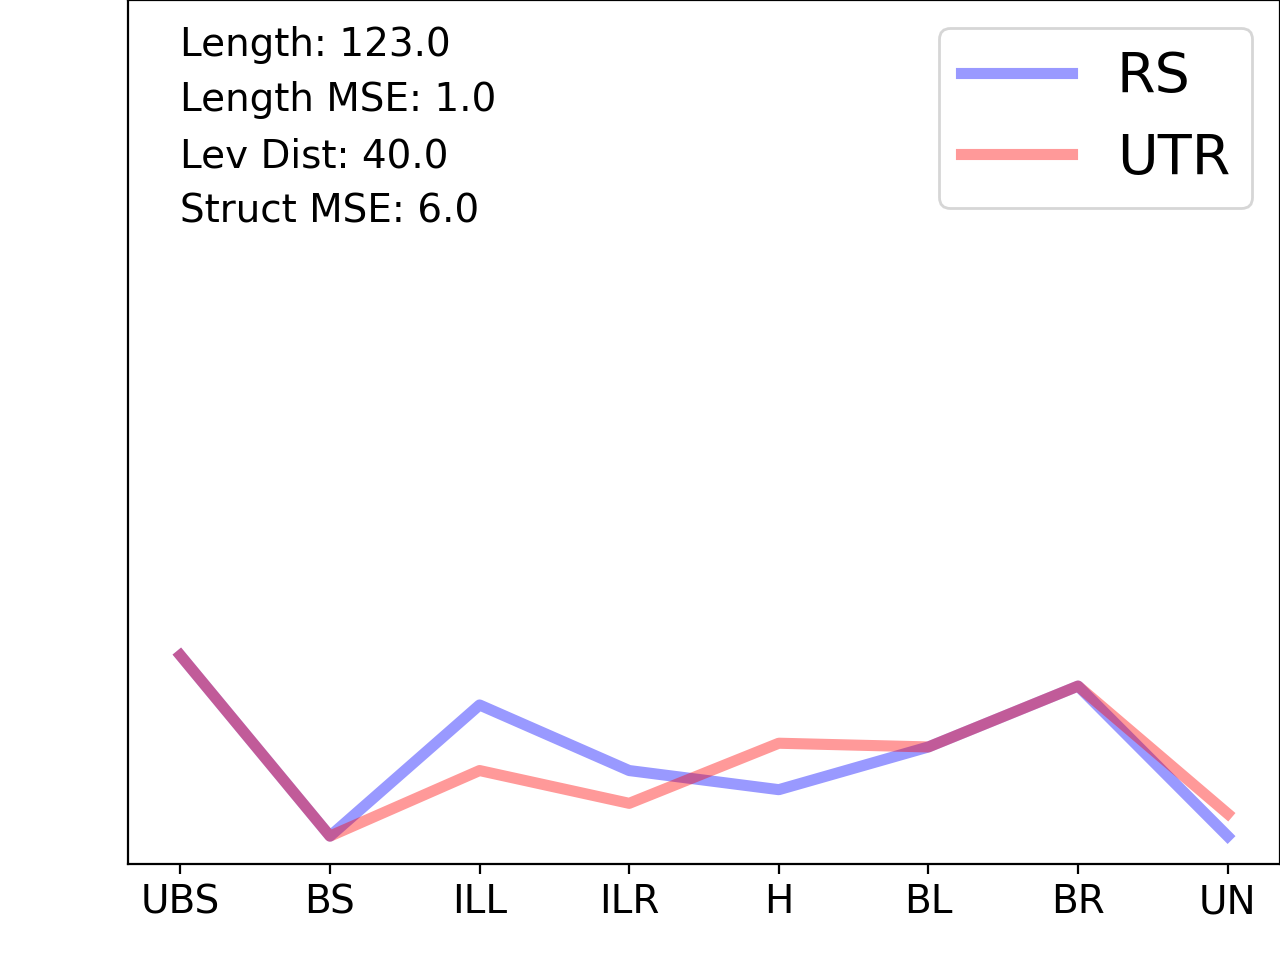 Length: 123.0
Length MSE: 1.0
Lev Dist: 40.0
Struct MSE: 6.0
RS
UTR
UBS BS ILL ILR H BL BR UN